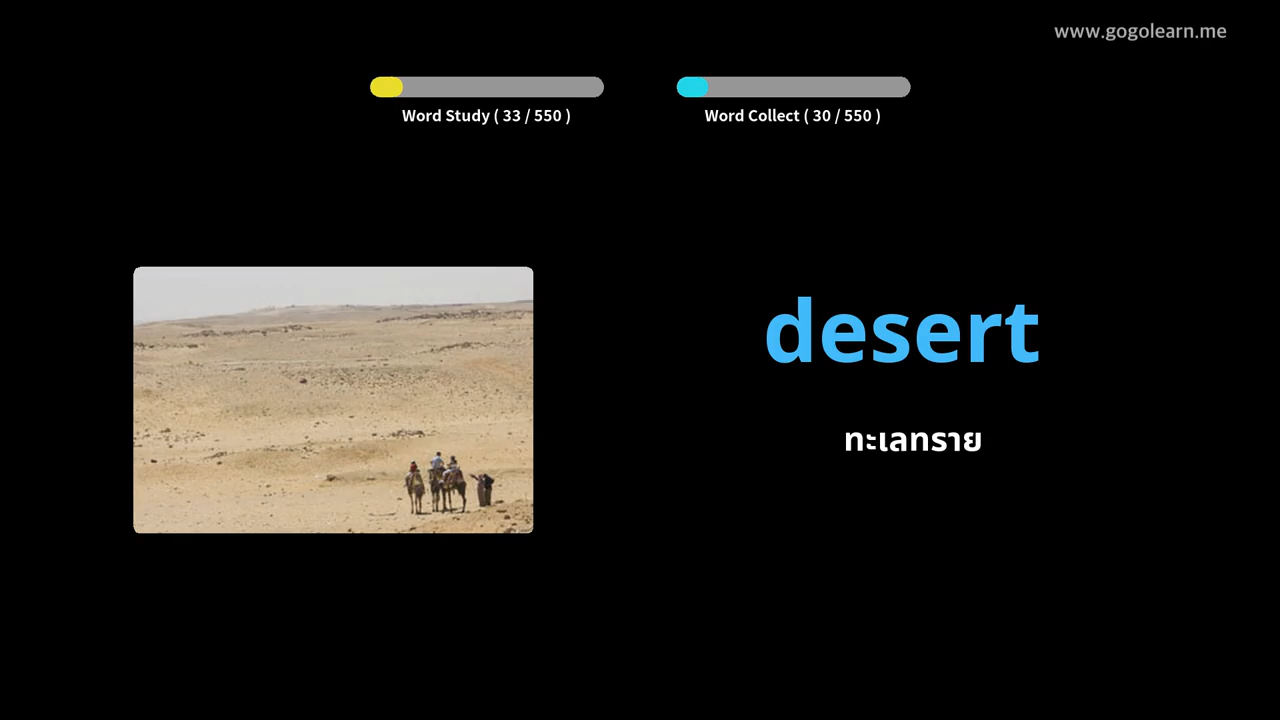 www.gogolearn.me
Word Study ( 33 / 550 )
Word Collect ( 30 / 550 )
desert
ทะเลทราย